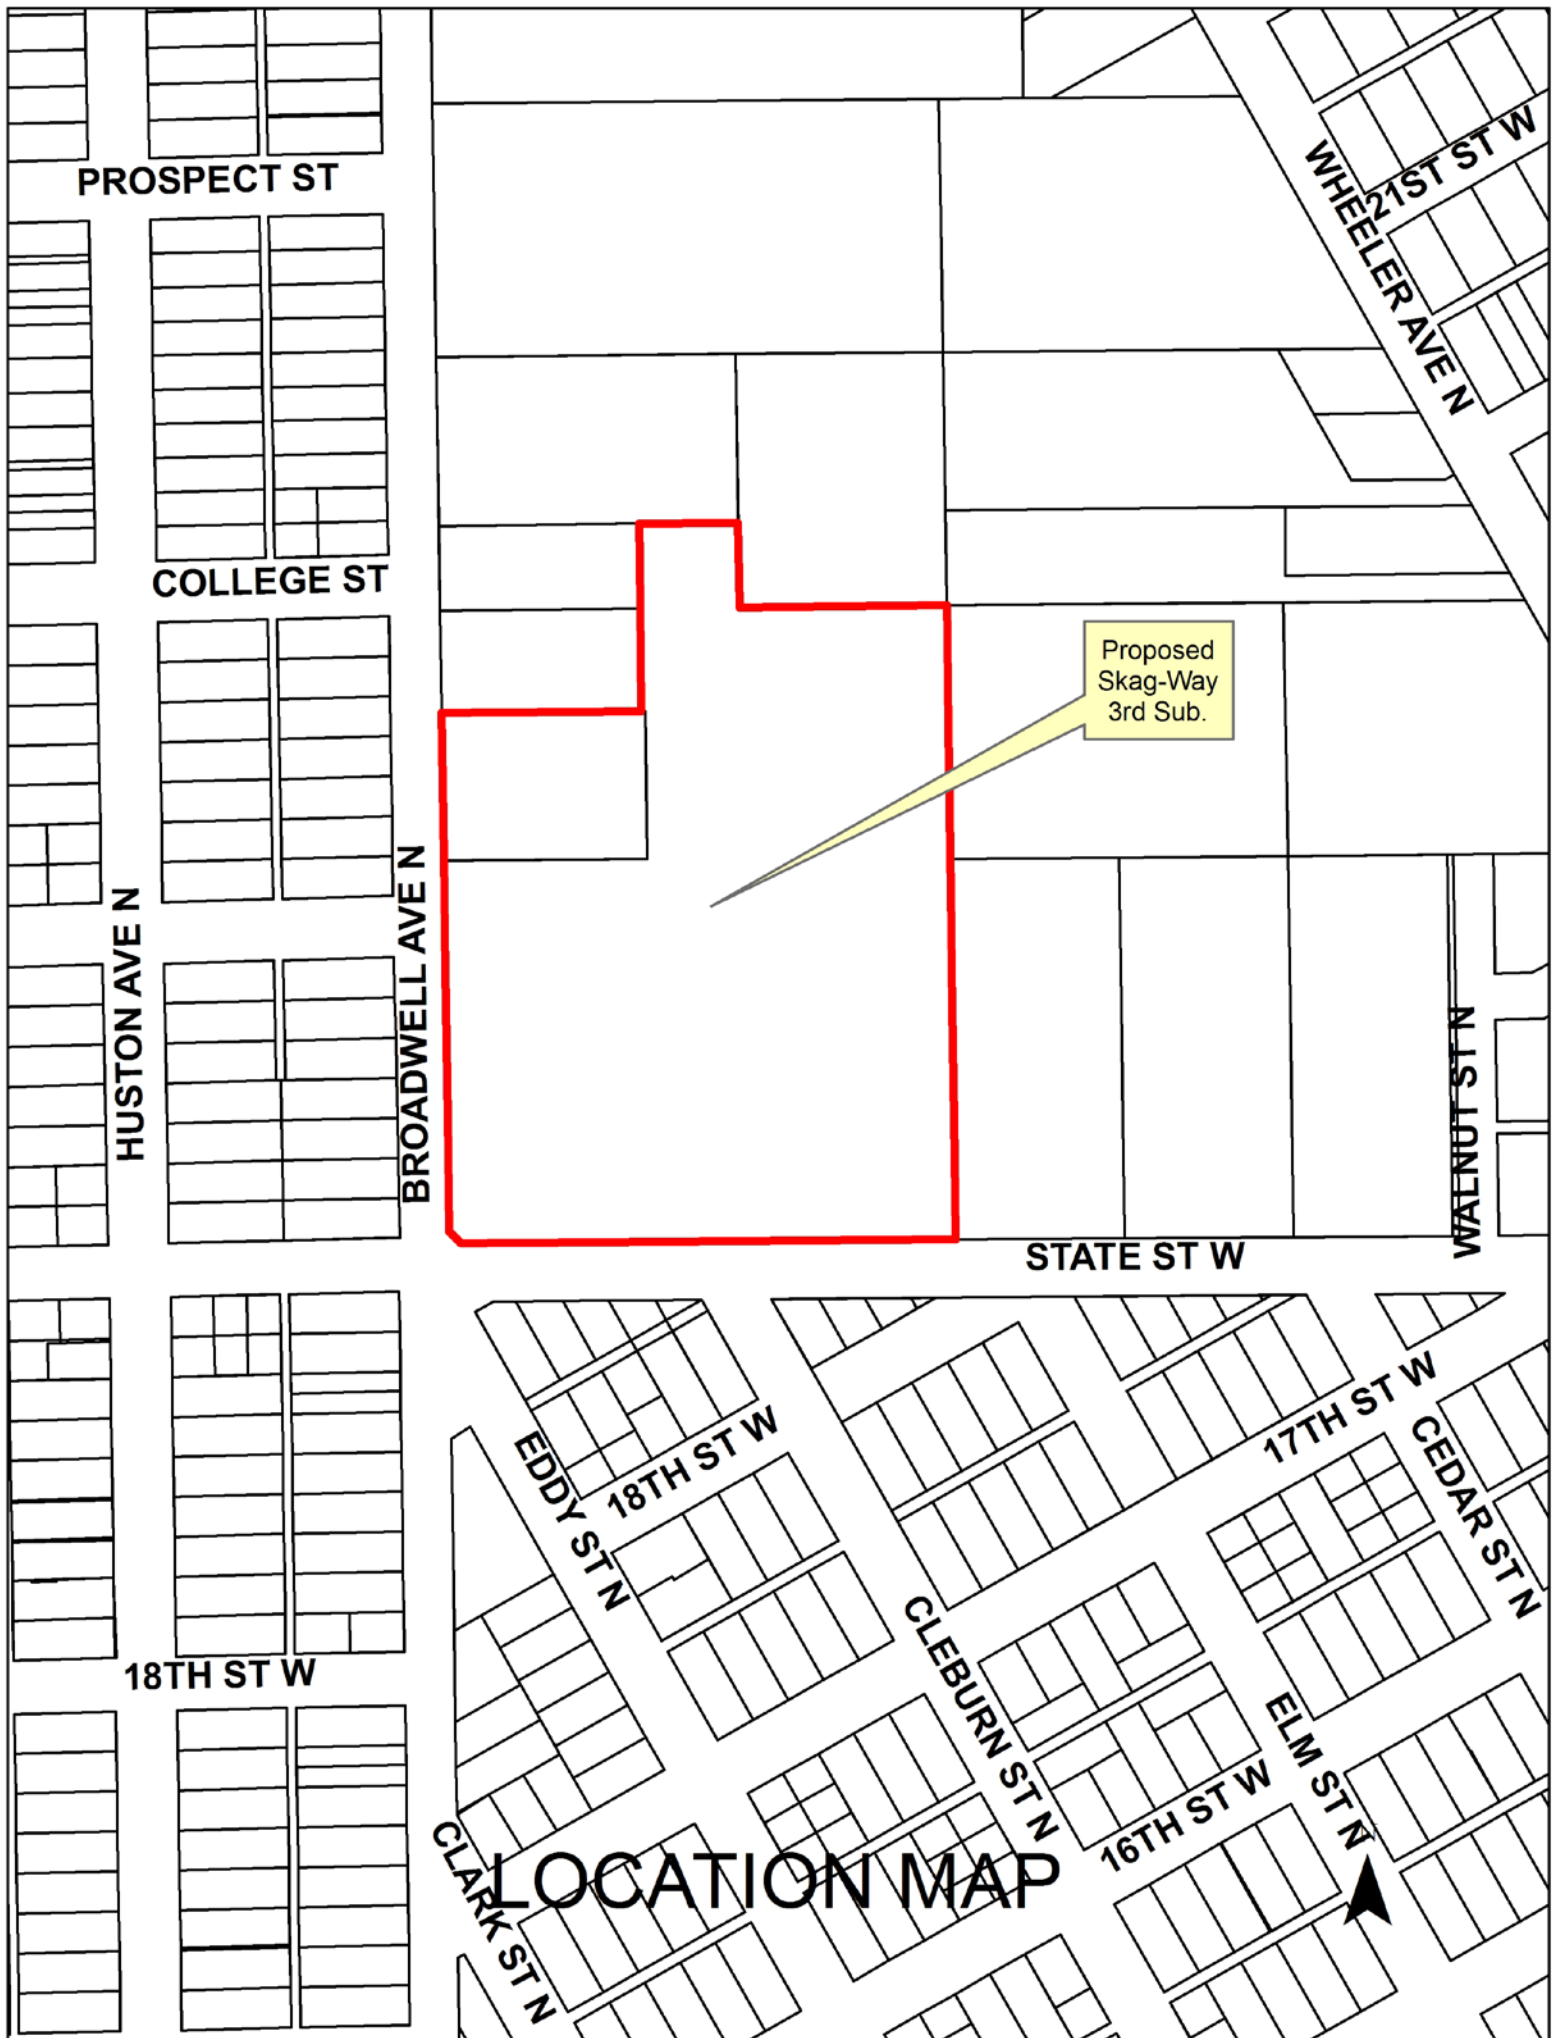 PROSPECT ST
21ST ST W
WHEELER AVE N
COLLEGE ST
Proposed
Skag-Way
3rd Sub.
HUSTON AVE N
BROADWELL AVE N
WALNUT ST N
STATE ST W
17TH ST W
18TH ST W
EDDY ST N
CEDAR ST N
CLEBURN ST N
18TH ST W
ELM ST N
16TH ST W
CLARK ST N
LOCATION MAP